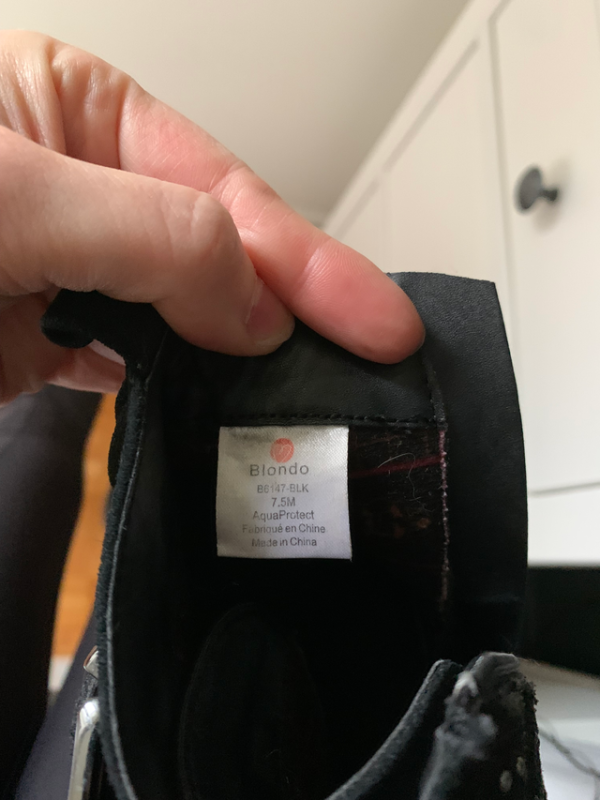 Blondo
B6147-BLK
7.5M
AquaProtect
Fabriqué en Chine
Made in China